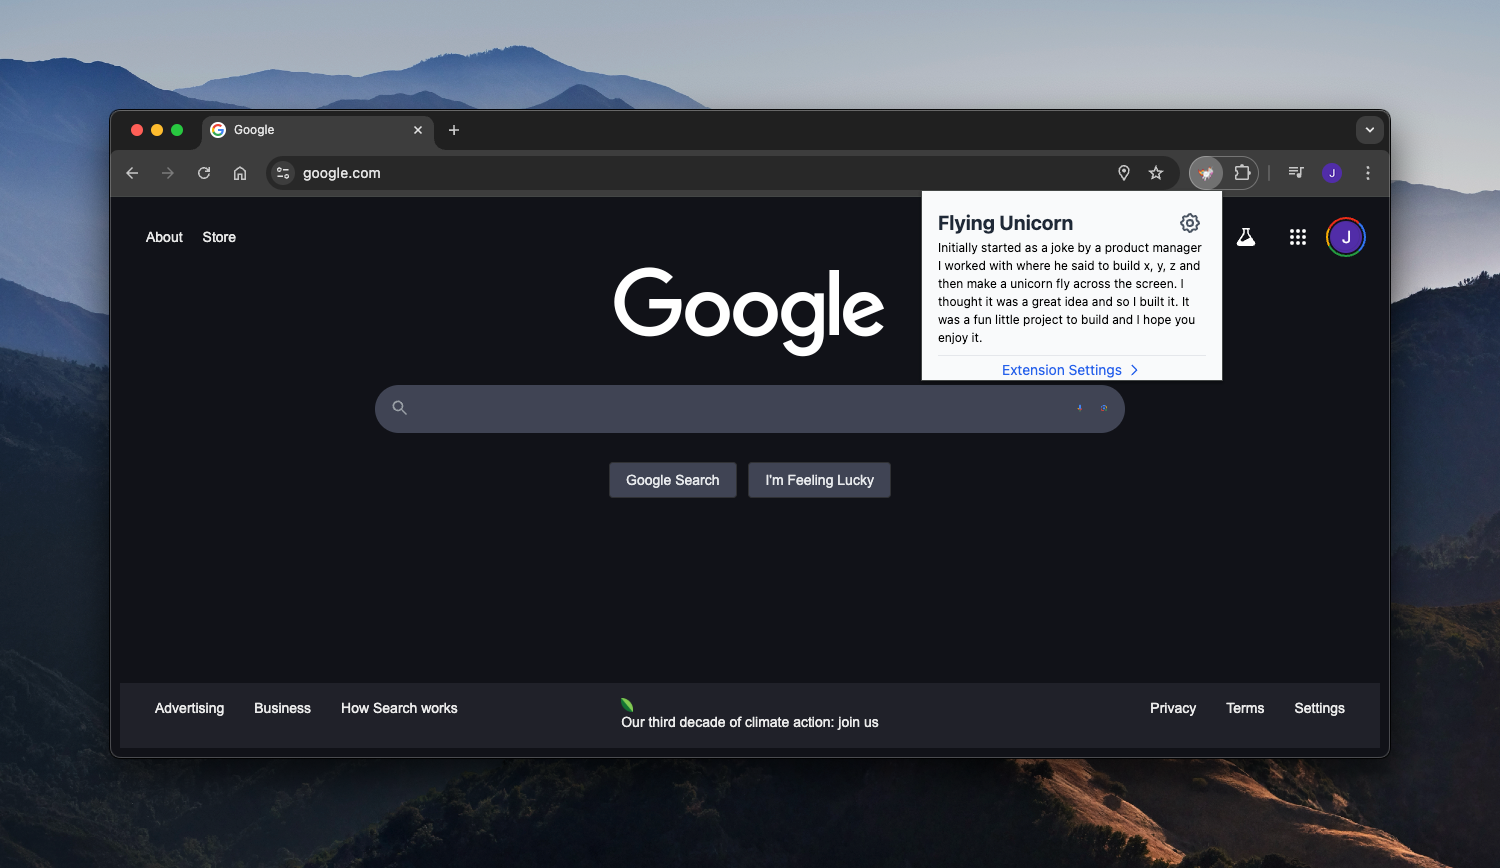 Google
google.com
J
About
Store
J
Flying Unicorn
Initially started as a joke by a product manager
I worked with where he said to build x, y, z and
then make a unicorn fly across the screen. I
thought it was a great idea and so I built it. It
was a fun little project to build and I hope you
enjoy it.
Extension Settings
Google
Google Search
I'm Feeling Lucky
Advertising
Business
How Search works
Our third decade of climate action: join us
Privacy
Terms
Settings